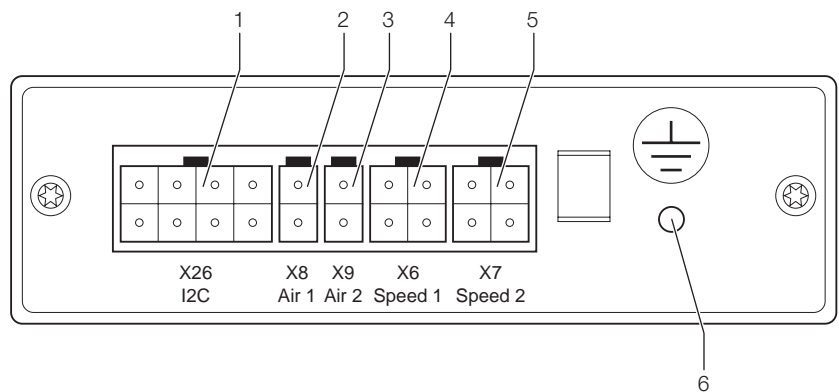 1 2 3 4 5
X26 X8 X9 X6 X7
I2C Air 1 Air 2 Speed 1 Speed 2
6